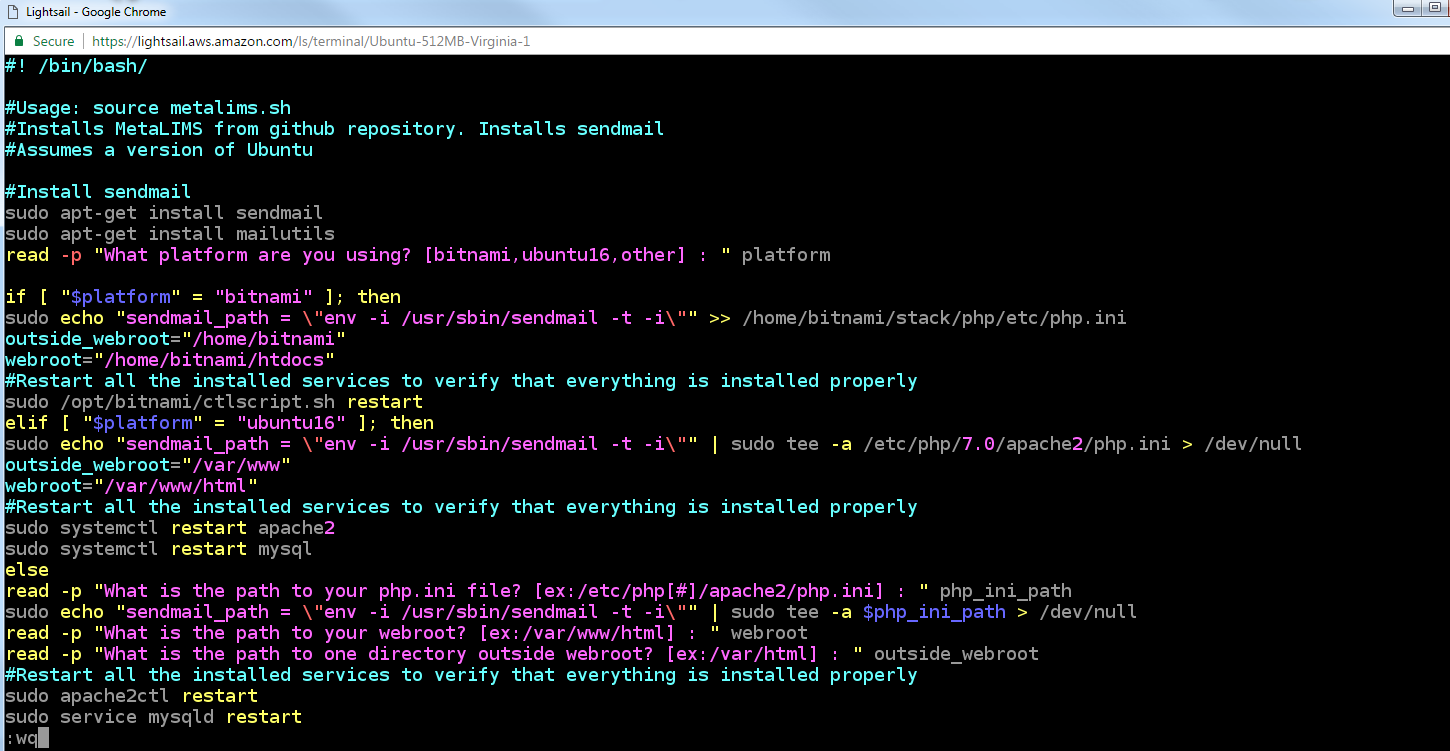 Lightsail - Google Chrome
Secure https://lightsail.aws.amazon.com/ls/terminal/Ubuntu-512MB-Virginia-1
#! /bin/bash/
#Usage: source metalims.sh
#Installs MetaLIMS from github repository. Installs sendmail
#Assumes a version of Ubuntu
#Install sendmail
sudo apt-get install sendmail
sudo apt-get install mailutils
read -p "What platform are you using? [bitnami,ubuntu16,other] : " platform
if [ "$platform" = "bitnami" ]; then
sudo echo "sendmail_path = \"env -i /usr/sbin/sendmail -t -i\"" >> /home/bitnami/stack/php/etc/php.ini
outside_webroot="/home/bitnami"
webroot="/home/bitnami/htdocs"
#Restart all the installed services to verify that everything is installed properly
sudo /opt/bitnami/ctlscript.sh restart
elif [ "$platform" = "ubuntu16" ]; then
sudo echo "sendmail_path = \"env -i /usr/sbin/sendmail -t -i\"" | sudo tee -a /etc/php/7.0/apache2/php.ini > /dev/null
outside_webroot="/var/www"
webroot="/var/www/html"
#Restart all the installed services to verify that everything is installed properly
sudo systemctl restart apache2
sudo systemctl restart mysql
else
read -p "What is the path to your php.ini file? [ex:/etc/php[#]/apache2/php.ini] : " php_ini_path
sudo echo "sendmail_path = \"env -i /usr/sbin/sendmail -t -i\"" | sudo tee -a $php_ini_path > /dev/null
read -p "What is the path to your webroot? [ex:/var/www/html] : " webroot
read -p "What is the path to one directory outside webroot? [ex:/var/html] : " outside_webroot
#Restart all the installed services to verify that everything is installed properly
sudo apache2ctl restart
sudo service mysqld restart
:wq